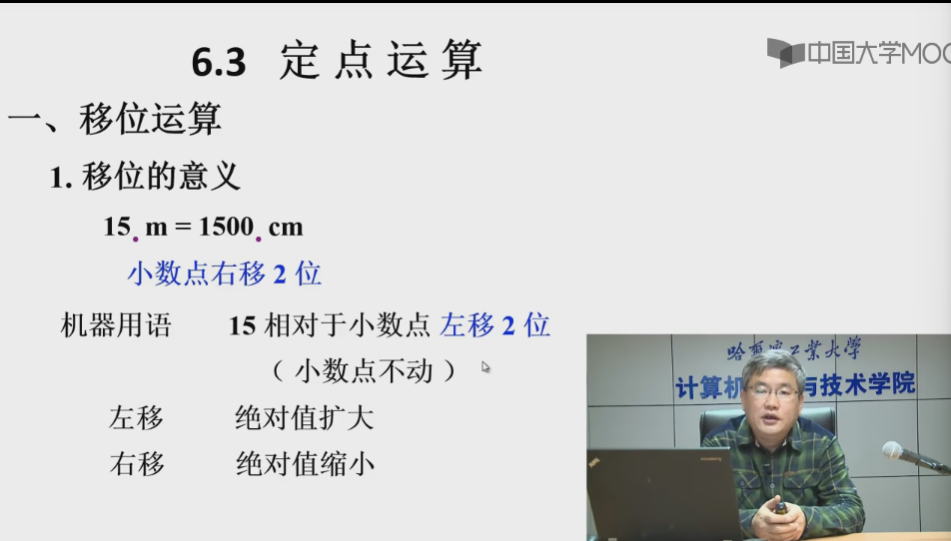 6.3 定点运算
中国大学MOO
一、移位运算
1. 移位的意义
15. m = 1500. cm
小数点右移 2 位
机器用语 15 相对于小数点 左移 2 位
（ 小数点不动 ）
左移 绝对值扩大
右移 绝对值缩小
哈尔滨工业大学
计算机 与技术学院